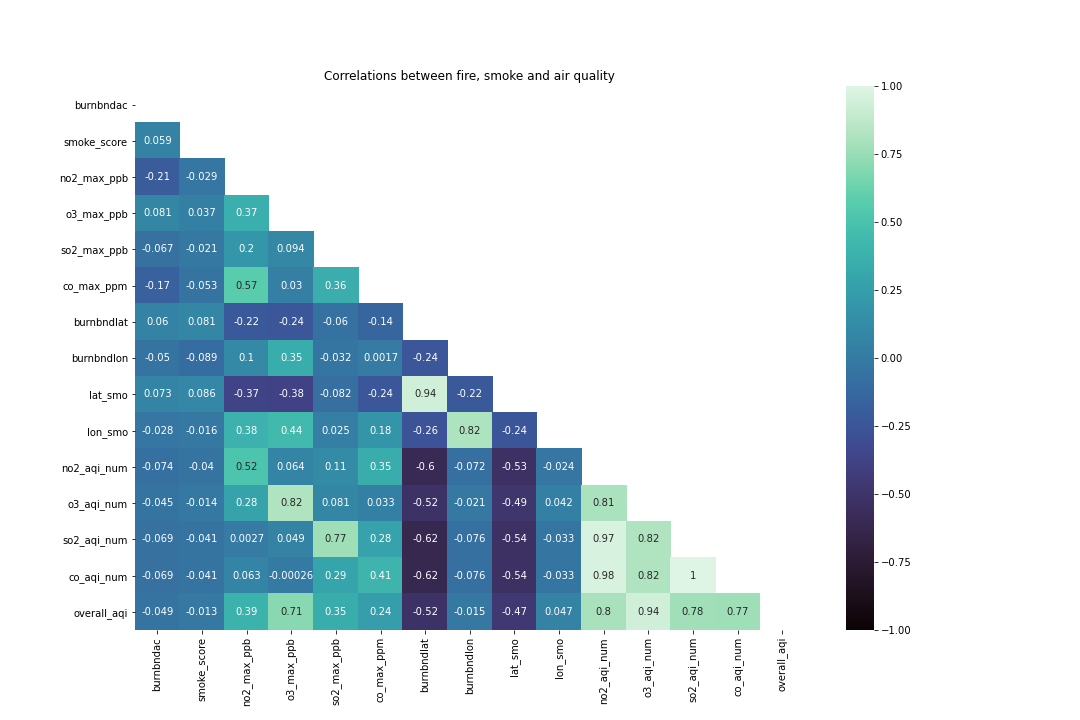 Correlations between fire, smoke and air quality
burnbndac
smoke_score 0.059
no2_max_ppb -0.21 -0.029
o3_max_ppb 0.081 0.037 0.37
so2_max_ppb -0.067 -0.021 0.2 0.094
co_max_ppm -0.17 -0.053 0.57 0.03 0.36
burnbndlat 0.06 0.081 -0.22 -0.24 -0.06 -0.14
burnbndlon -0.05 -0.089 0.1 0.35 -0.032 0.0017 -0.24
lat_smo 0.073 0.086 -0.37 -0.38 -0.082 -0.24 0.94 -0.22
lon_smo -0.028 -0.016 0.38 0.44 0.025 0.18 -0.26 0.82 -0.24
no2_aqi_num -0.074 -0.04 0.52 0.064 0.11 0.35 -0.6 -0.072 -0.53 -0.024
o3_aqi_num -0.045 -0.014 0.28 0.82 0.081 0.033 -0.52 -0.021 -0.49 0.042 0.81
so2_aqi_num -0.069 -0.041 0.0027 0.049 0.77 0.28 -0.62 -0.076 -0.54 -0.033 0.97 0.82
co_aqi_num -0.069 -0.041 0.063 -0.00026 0.29 0.41 -0.62 -0.076 -0.54 -0.033 0.98 0.82 1
overall_aqi -0.049 -0.013 0.39 0.71 0.35 0.24 -0.52 -0.015 -0.47 0.047 0.8 0.94 0.78 0.77
burnbndac smoke_score no2_max_ppb o3_max_ppb so2_max_ppb co_max_ppm burnbndlat burnbndlon lat_smo lon_smo no2_aqi_num o3_aqi_num so2_aqi_num co_aqi_num overall_aqi
1.00
0.75
0.50
0.25
0.00
−0.25
−0.50
−0.75
−1.00